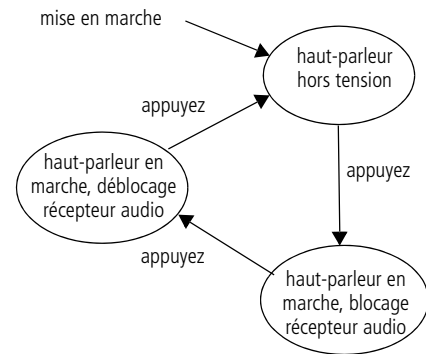 mise en marche
haut-parleur
hors tension
appuyez
haut-parleur en
marche, déblocage
récepteur audio
appuyez
appuyez
haut-parleur en
marche, blocage
récepteur audio